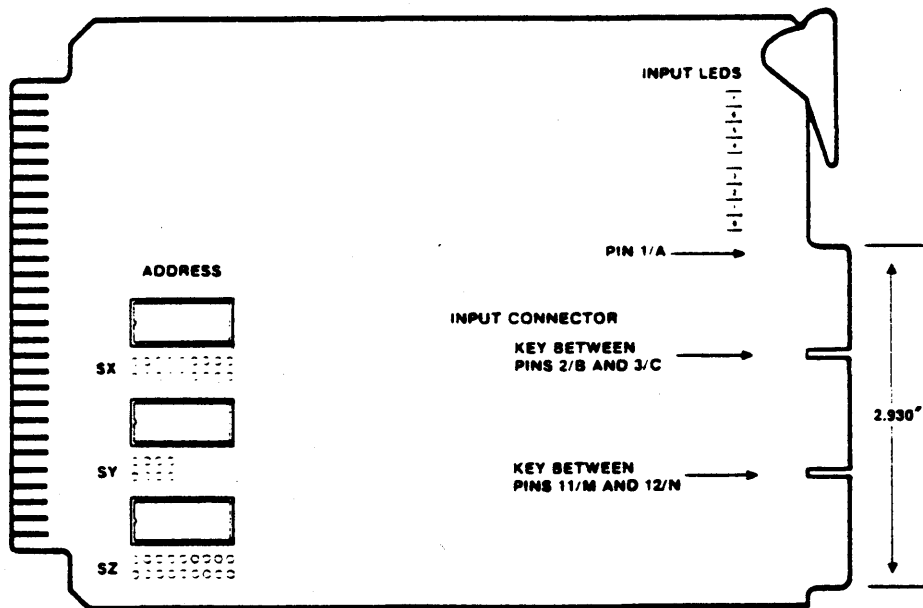 INPUT LEDS
PIN 1/A
ADDRESS
INPUT CONNECTOR
KEY BETWEEN
PINS 2/B AND 3/C
SX
2.930"
SY
KEY BETWEEN
PINS 11/M AND 12/N
SZ